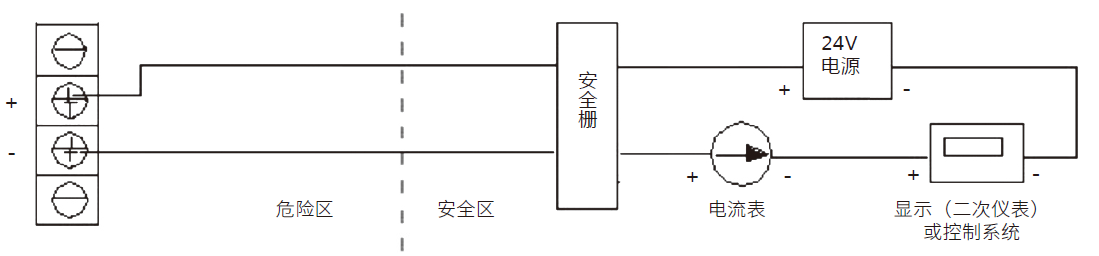 24V
电源
安全栅
+
-
+
-
+
-
+
-
危险区
安全区
电流表
显示（二次仪表）
或控制系统